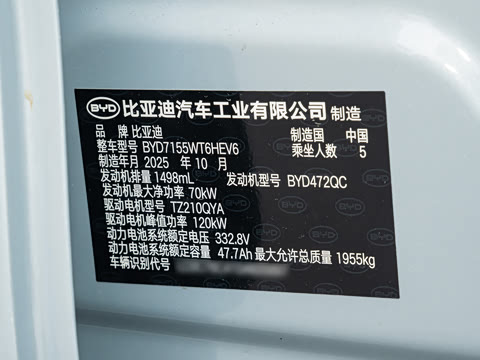 BYD 比亚迪汽车工业有限公司 制造
品 牌 比亚迪 制造国 中国
整车型号 BYD7155WT6HEV6 乘坐人数 5
制造年月 2025 年 10 月
发动机排量 1498mL 发动机型号 BYD472QC
发动机最大净功率 70kW
驱动电机型号 TZ210QYA
驱动电机峰值功率 120kW
动力电池系统额定电压 332.8V
动力电池系统额定容量 47.7Ah 最大允许总质量 1955kg
车辆识别代号